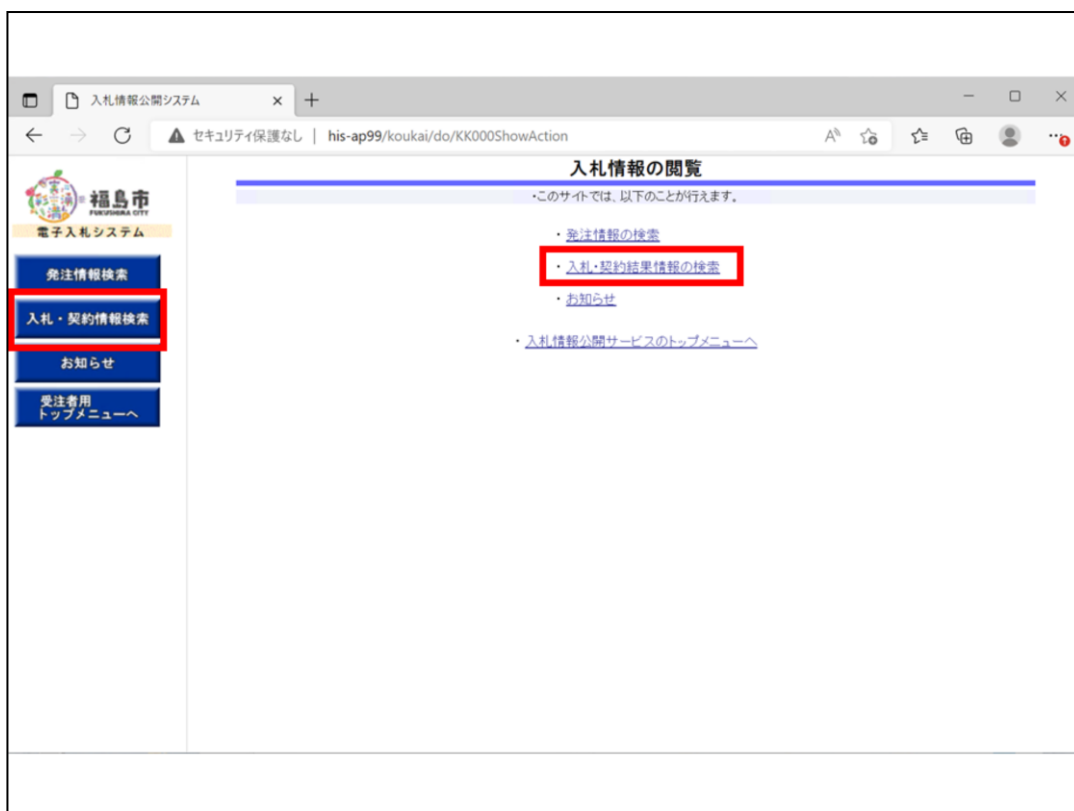 入札情報公開システム
セキュリティ保護なし | his-ap99/koukai/do/KK000ShowAction
福島市
FUKUSHIMA CITY
電子入札システム
発注情報検索
入札・契約情報検索
お知らせ
受注者用
トップメニューへ
入札情報の閲覧
・このサイトでは、以下のことが行えます。
・発注情報の検索
・入札・契約結果情報の検索
・お知らせ
・入札情報公開サービスのトップメニューへ